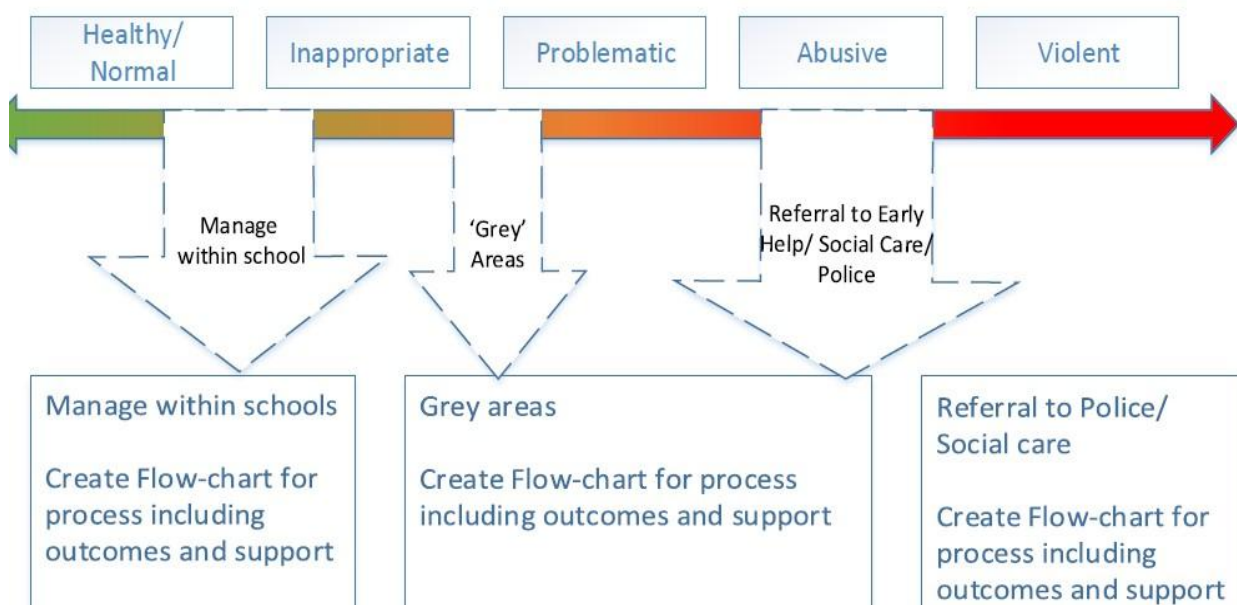 Healthy/
Normal
Inappropriate
Problematic
Abusive
Violent
Manage
within school
‘Grey’
Areas
Referral to Early
Help/ Social Care/
Police
Manage within schools
Create Flow-chart for
process including
outcomes and support
Grey areas
Create Flow-chart for process
including outcomes and support
Referral to Police/
Social care
Create Flow-chart for
process including
outcomes and support